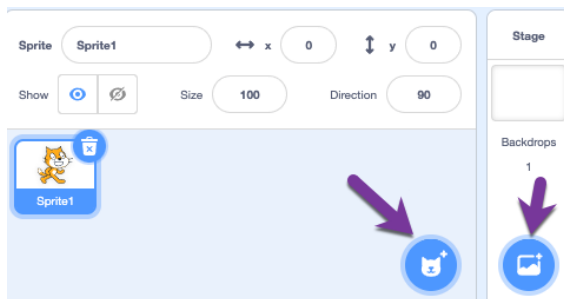 Sprite Sprite1 x 0 y 0
Show Size 100 Direction 90
Sprite1
Stage
Backdrops
1